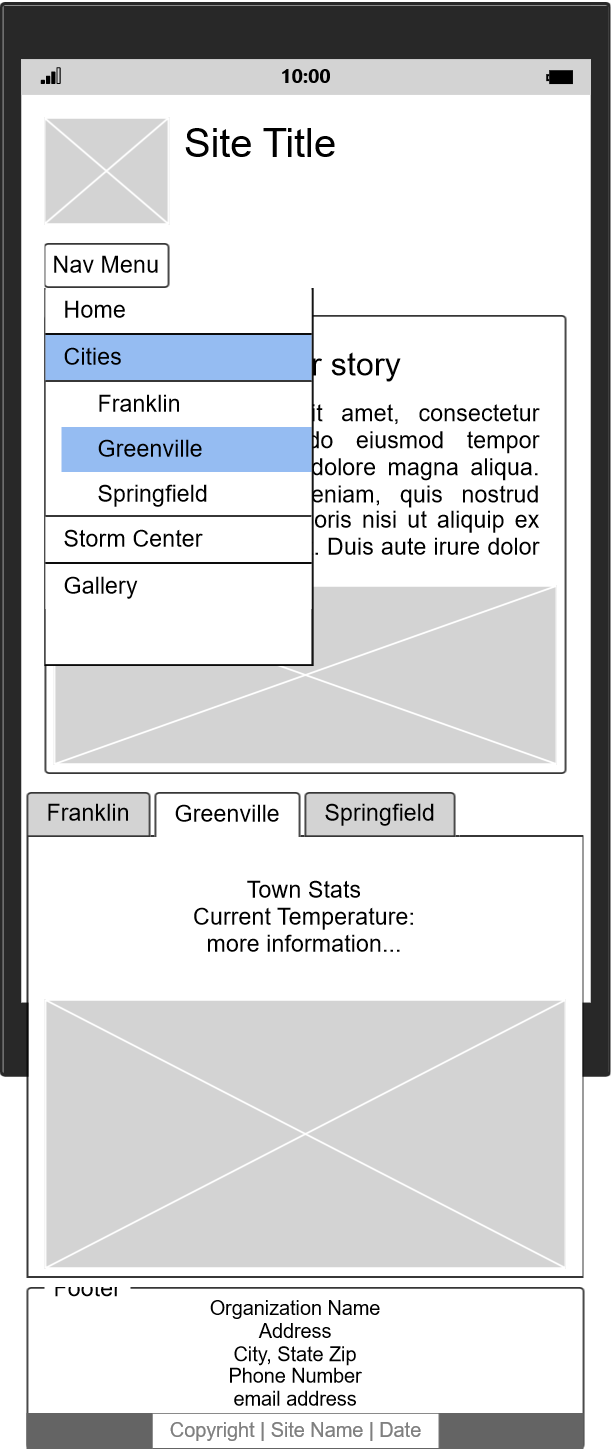 10:00
Site Title
Nav Menu
Home
Cities
Franklin
Greenville
Springfield
Storm Center
Gallery
r story
it amet, consectetur
do eiusmod tempor
dolore magna aliqua.
eniam, quis nostrud
oris nisi ut aliquip ex
. Duis aute irure dolor
Franklin Greenville Springfield
Town Stats
Current Temperature:
more information...
Footer
Organization Name
Address
City, State Zip
Phone Number
email address
Copyright | Site Name | Date